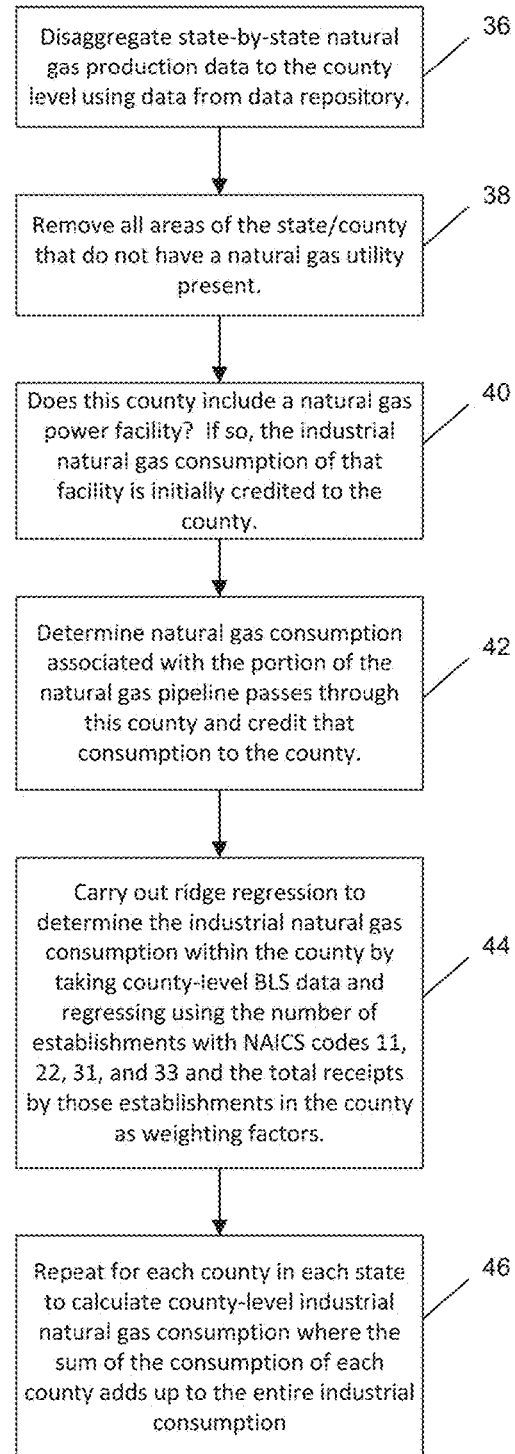 Disaggregate state-by-state natural
gas production data to the county
level using data from data repository.
36
Remove all areas of the state/county
that do not have a natural gas utility
present.
38
Does this county include a natural gas
power facility? If so, the industrial
natural gas consumption of that
facility is initially credited to the
county.
40
Determine natural gas consumption
associated with the portion of the
natural gas pipeline passes through
this county and credit that
consumption to the county.
42
Carry out ridge regression to
determine the industrial natural gas
consumption within the county by
taking county-level BLS data and
regressing using the number of
establishments with NAICS codes 11,
22, 31, and 33 and the total receipts
by those establishments in the county
as weighting factors.
44
Repeat for each county in each state
to calculate county-level industrial
natural gas consumption where the
sum of the consumption of each
county adds up to the entire industrial
consumption
46